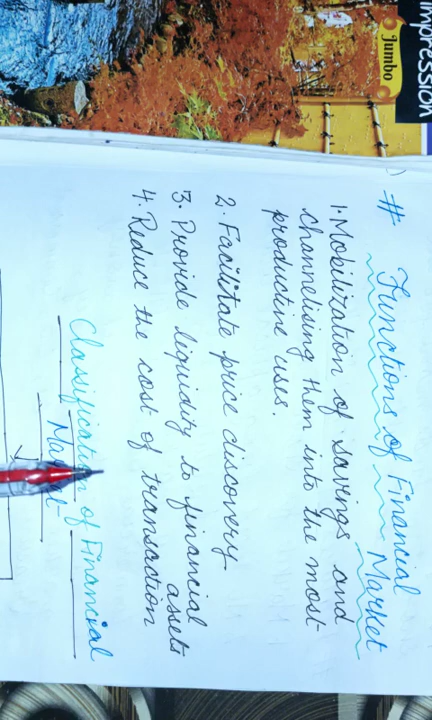 Impression
Jumbo
# Functions of Financial Market
1. Mobilization of savings and
channelising them into the most
productive uses.
2. Facilitate price discovery
3. Provide liquidity to financial
assets
4. Reduce the cost of transaction
Classification of Financial
Market